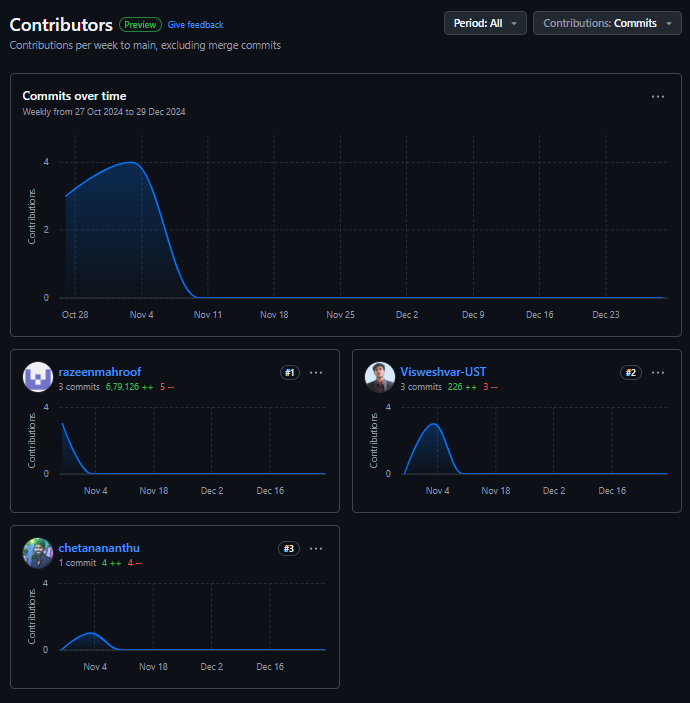 Contributors Preview Give feedback
Period: All Contributions: Commits
Contributions per week to main, excluding merge commits
Commits over time
Weekly from 27 Oct 2024 to 29 Dec 2024
Contributions
4
2
0
Oct 28 Nov 4 Nov 11 Nov 18 Nov 25 Dec 2 Dec 9 Dec 16 Dec 23
razeenmahroof #1
3 commits 6,79,126 ++ 5 --
Contributions
4
0
Nov 4 Nov 18 Dec 2 Dec 16
Visweshvar-UST #2
3 commits 226 ++ 3 --
Contributions
4
0
Nov 4 Nov 18 Dec 2 Dec 16
chetanananthu #3
1 commit 4 ++ 4 --
Contributions
4
0
Nov 4 Nov 18 Dec 2 Dec 16